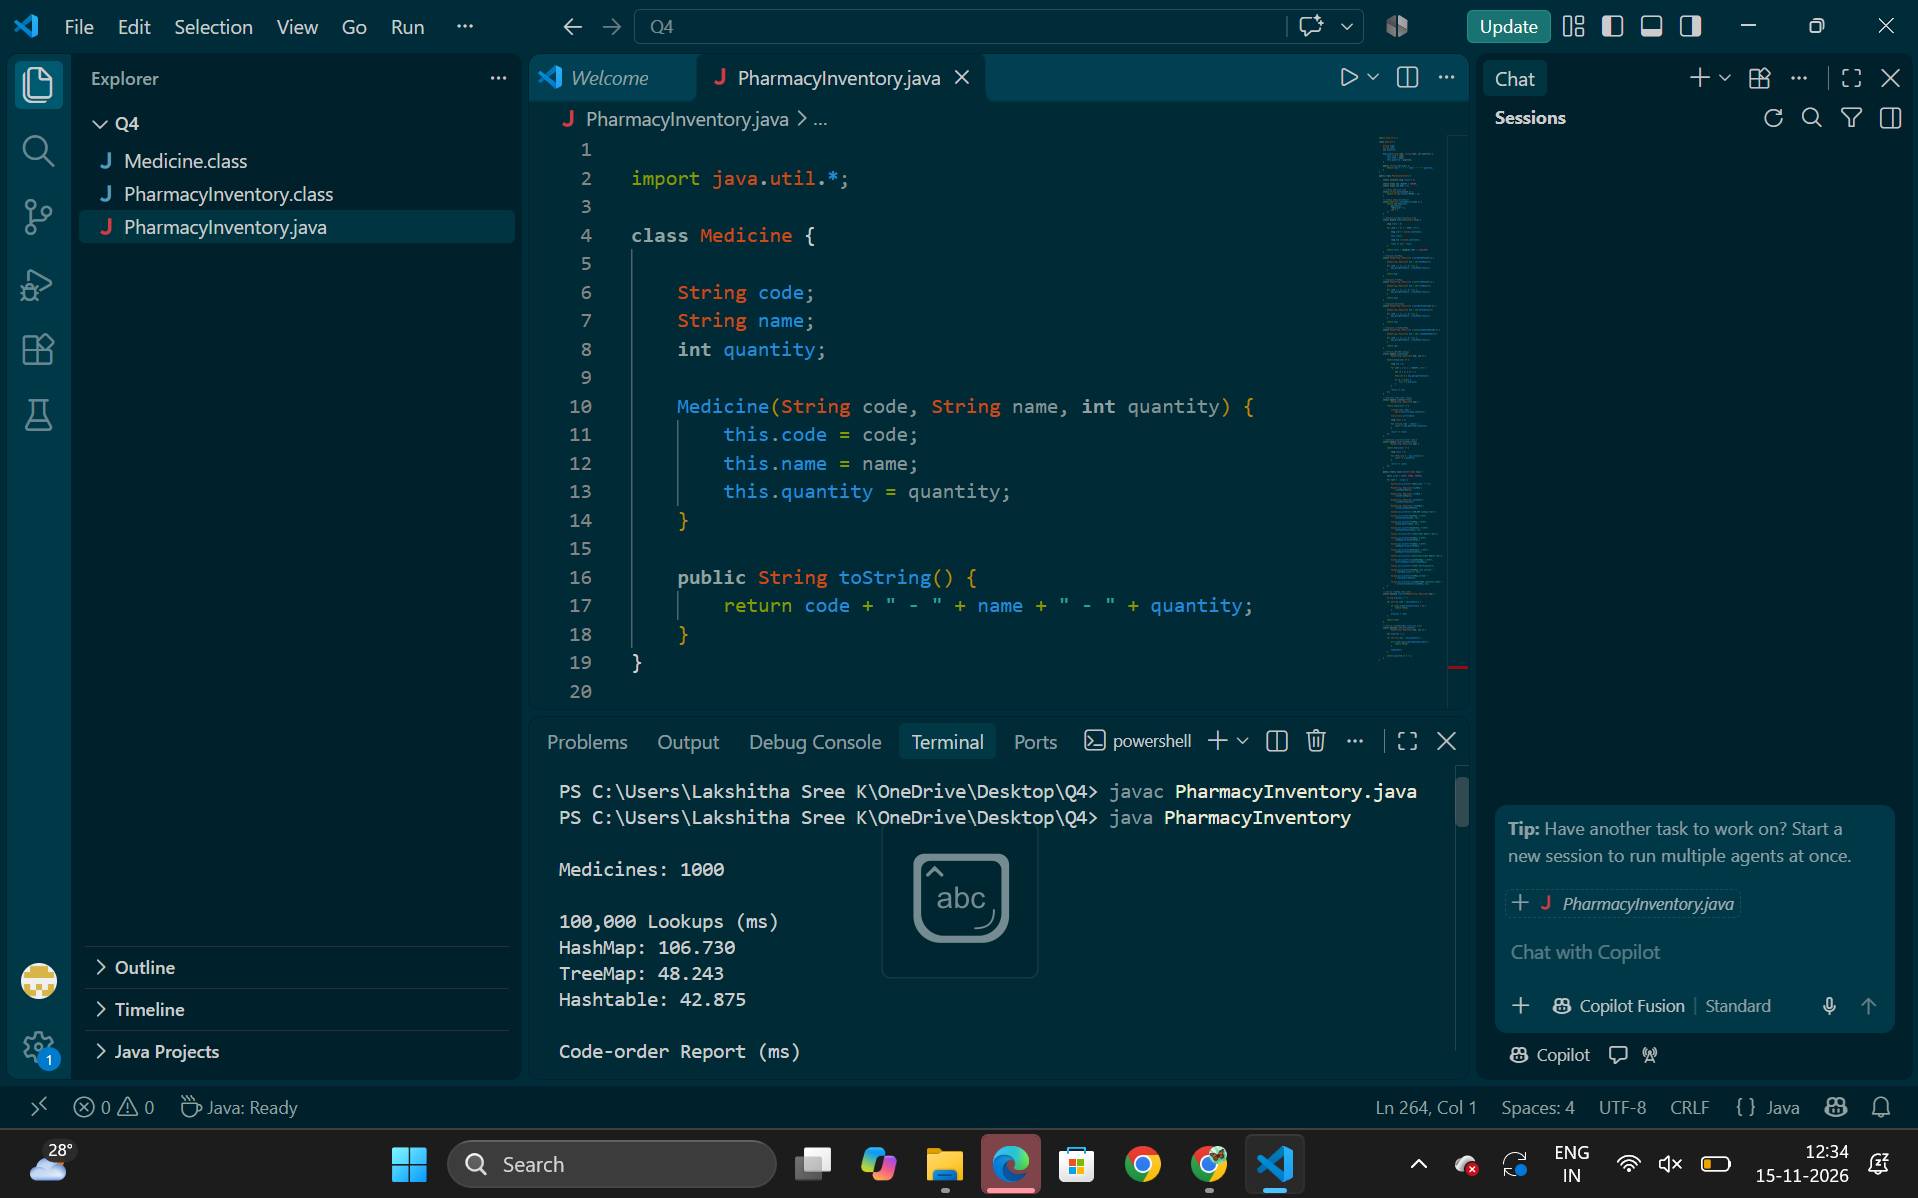 File Edit Selection View Go Run ···
Q4
Update
Explorer
Q4
Medicine.class
PharmacyInventory.class
PharmacyInventory.java
Outline
Timeline
Java Projects
Welcome
PharmacyInventory.java
PharmacyInventory.java > ...
1
2 import java.util.*;
3
4 class Medicine {
5
6 String code;
7 String name;
8 int quantity;
9
10 Medicine(String code, String name, int quantity) {
11 this.code = code;
12 this.name = name;
13 this.quantity = quantity;
14 }
15
16 public String toString() {
17 return code + " - " + name + " - " + quantity;
18 }
19 }
20
Problems Output Debug Console Terminal Ports powershell
PS C:\Users\Lakshitha Sree K\OneDrive\Desktop\Q4> javac PharmacyInventory.java
PS C:\Users\Lakshitha Sree K\OneDrive\Desktop\Q4> java PharmacyInventory
Medicines: 1000
100,000 Lookups (ms)
HashMap: 106.730
TreeMap: 48.243
Hashtable: 42.875
Code-order Report (ms)
abc
Chat
Sessions
Tip: Have another task to work on? Start a
new session to run multiple agents at once.
PharmacyInventory.java
Chat with Copilot
Copilot Fusion Standard
Copilot
0 0 Java: Ready
Ln 264, Col 1 Spaces: 4 UTF-8 CRLF { } Java
1
28°
Search
ENG
IN
12:34
15-11-2026